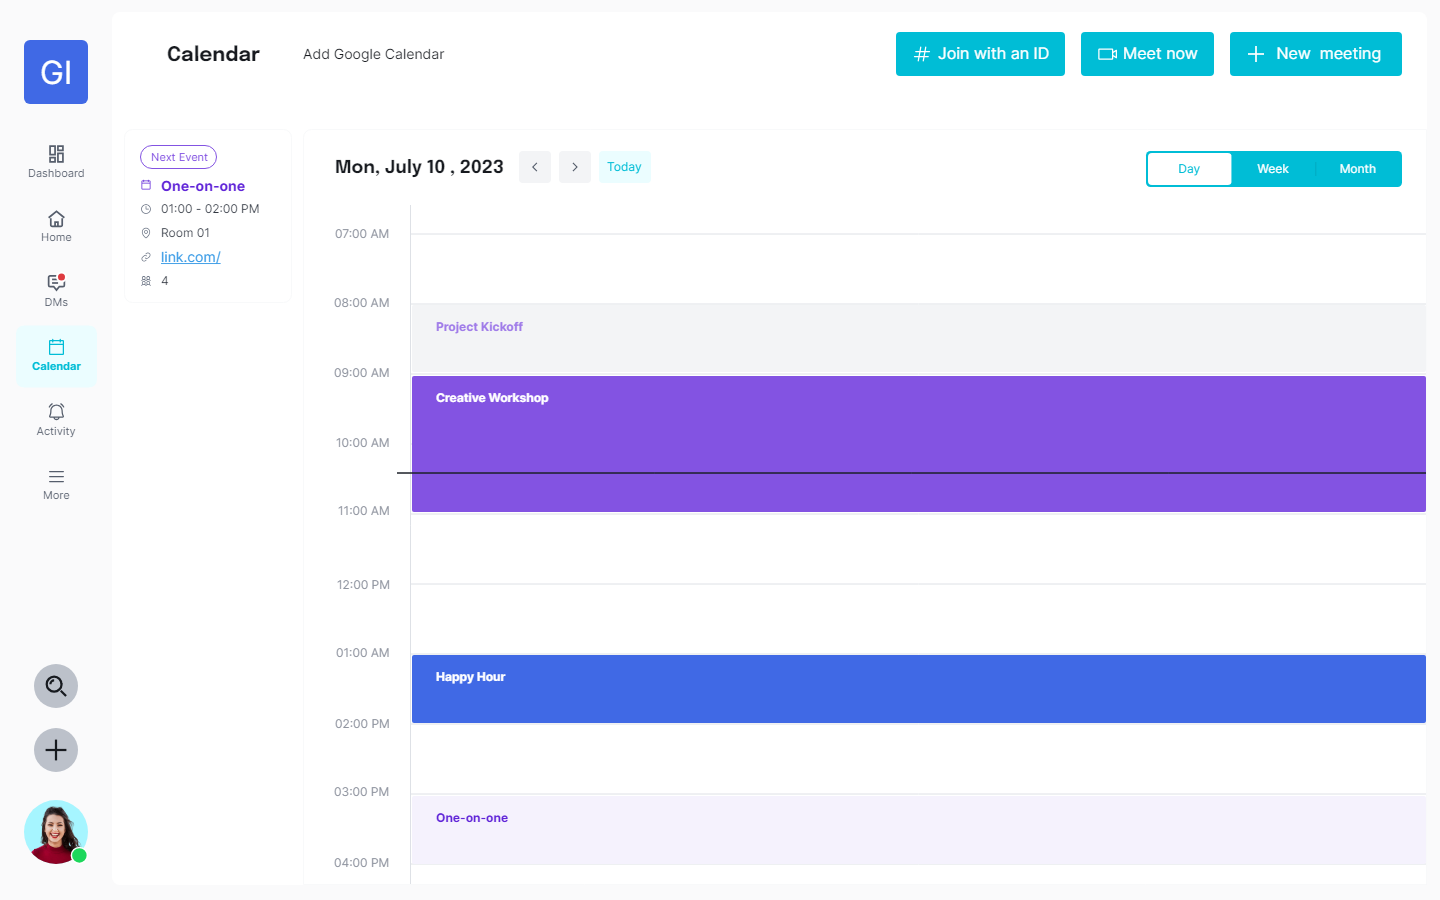 GI
Calendar
Add Google Calendar
Join with an ID
Meet now
New meeting
Dashboard
Home
DMs
Calendar
Activity
More
Next Event
One-on-one
01:00 - 02:00 PM
Room 01
link.com/
4
Mon, July 10 , 2023
<
>
Today
Day
Week
Month
07:00 AM
08:00 AM
Project Kickoff
09:00 AM
Creative Workshop
10:00 AM
11:00 AM
12:00 PM
01:00 AM
Happy Hour
02:00 PM
03:00 PM
One-on-one
04:00 PM